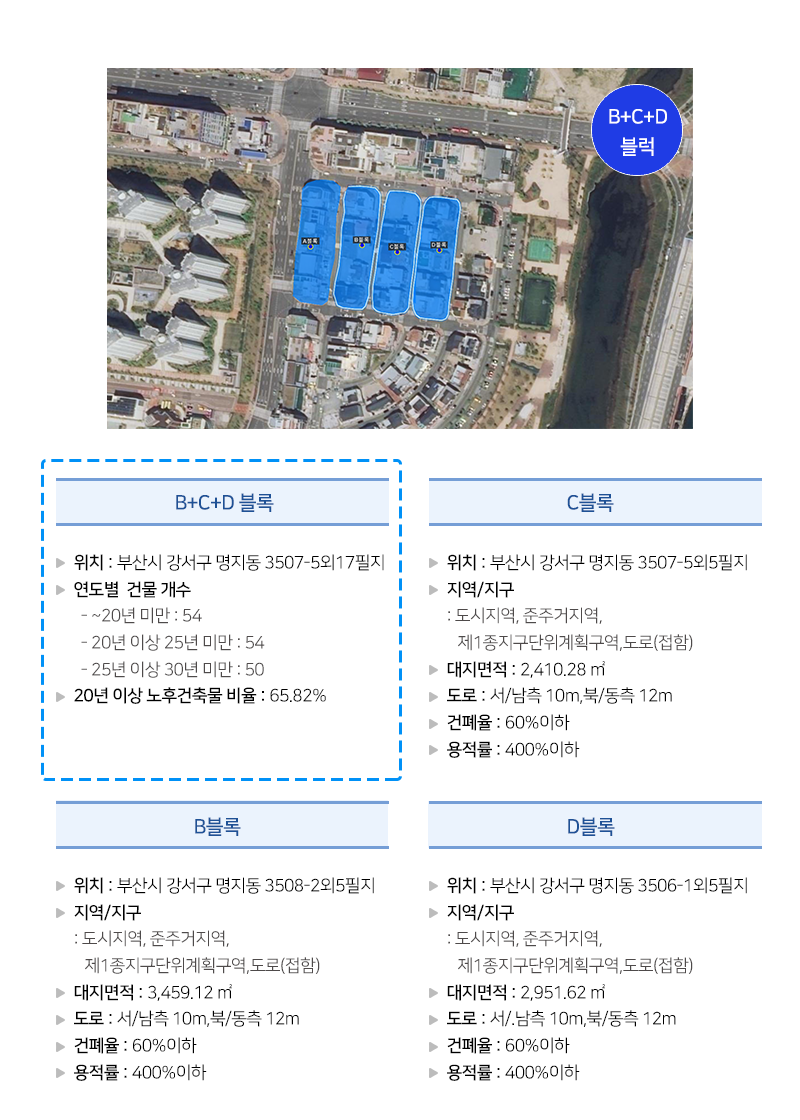 B+C+D
블럭
A블록
B블록
C블록
D블록
B+C+D 블록
▶ 위치 : 부산시 강서구 명지동 3507-5외17필지
▶ 연도별 건물 개수
- ~20년 미만 : 54
- 20년 이상 25년 미만 : 54
- 25년 이상 30년 미만 : 50
▶ 20년 이상 노후건축물 비율 : 65.82%
C블록
▶ 위치 : 부산시 강서구 명지동 3507-5외5필지
▶ 지역/지구
: 도시지역, 준주거지역,
제1종지구단위계획구역,도로(접함)
▶ 대지면적 : 2,410.28 ㎡
▶ 도로 : 서/남측 10m,북/동측 12m
▶ 건폐율 : 60%이하
▶ 용적률 : 400%이하
B블록
▶ 위치 : 부산시 강서구 명지동 3508-2외5필지
▶ 지역/지구
: 도시지역, 준주거지역,
제1종지구단위계획구역,도로(접함)
▶ 대지면적 : 3,459.12 ㎡
▶ 도로 : 서/남측 10m,북/동측 12m
▶ 건폐율 : 60%이하
▶ 용적률 : 400%이하
D블록
▶ 위치 : 부산시 강서구 명지동 3506-1외5필지
▶ 지역/지구
: 도시지역, 준주거지역,
제1종지구단위계획구역,도로(접함)
▶ 대지면적 : 2,951.62 ㎡
▶ 도로 : 서/.남측 10m,북/동측 12m
▶ 건폐율 : 60%이하
▶ 용적률 : 400%이하